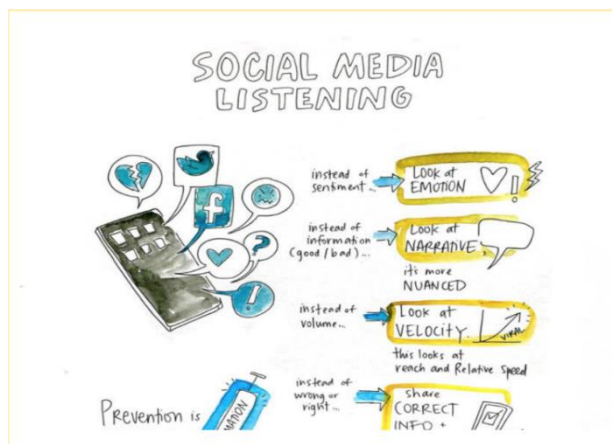 SOCIAL MEDIA
LISTENING
instead of
sentiment...
Look at
EMOTION
instead of
information
(good/bad)...
Look at
NARRATIVE,
it's more
NUANCED
instead of
volume...
Look at
VELOCITY...
VIRAL
this looks at
reach and Relative Speed
instead of
wrong or
right...
share
CORRECT
INFO +
Prevention is